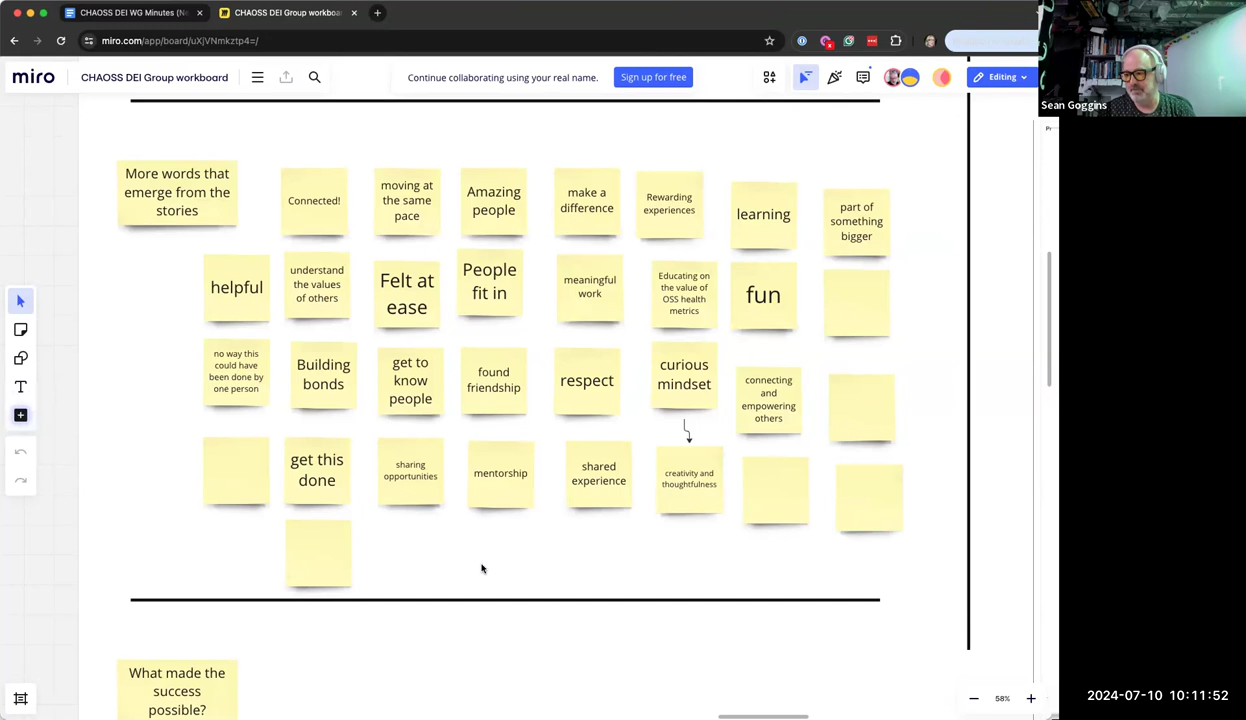 CHAOSS DEI WG Minutes (N
CHAOSS DEI Group workboa
miro.com/app/board/uXjVNmkztp4=/
miro
CHAOSS DEI Group workboard
Continue collaborating using your real name.
Sign up for free
Editing
Sean Goggins
More words that
emerge from the
stories
Connected!
moving at
the same
pace
Amazing
people
make a
difference
Rewarding
experiences
learning
part of
something
bigger
helpful
understand
the values
of others
Felt at
ease
People
fit in
meaningful
work
Educating on
the value of
OSS health
metrics
fun
no way this
could have
been done by
one person
Building
bonds
get to
know
people
found
friendship
respect
curious
mindset
connecting
and
empowering
others
get this
done
sharing
opportunities
mentorship
shared
experience
creativity and
thoughtfulness
What made the
success
possible?
58%
2024-07-10 10:11:52